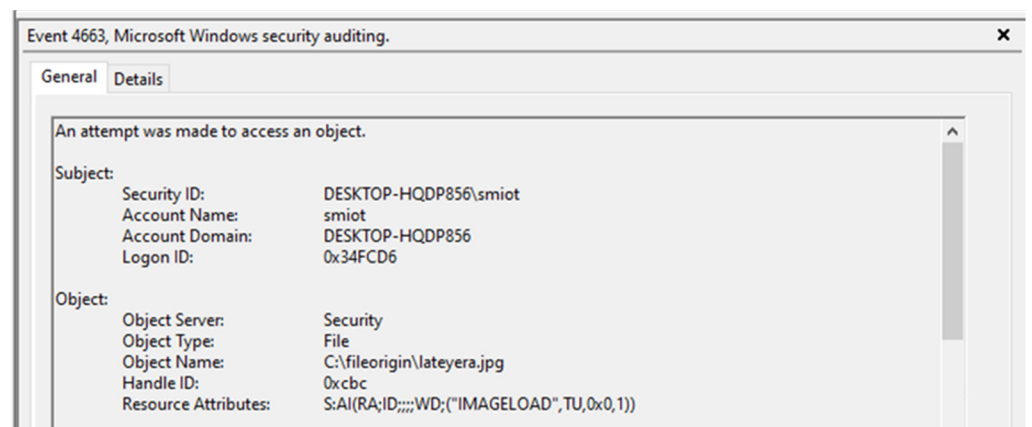 Event 4663, Microsoft Windows security auditing.
General Details
An attempt was made to access an object.
Subject:
Security ID: DESKTOP-HQDP856\smiot
Account Name: smiot
Account Domain: DESKTOP-HQDP856
Logon ID: 0x34FCD6
Object:
Object Server: Security
Object Type: File
Object Name: C:\fileorigin\lateyera.jpg
Handle ID: 0xcbc
Resource Attributes: S:AI(RA;ID;;;;WD;("IMAGELOAD",TU,0x0,1))